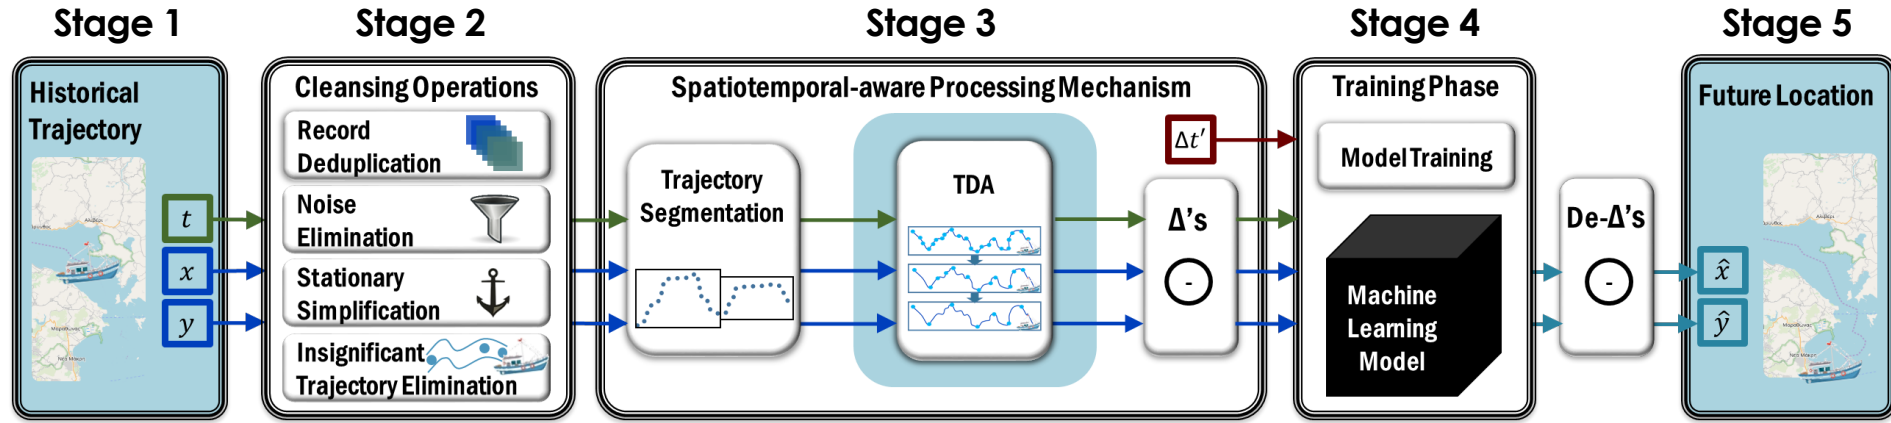 Stage 1
Stage 2
Stage 3
Stage 4
Stage 5
Historical
Trajectory
t
x
y
Cleansing Operations
Record
Deduplication
Noise
Elimination
Stationary
Simplification
Insignificant
Trajectory Elimination
Spatiotemporal-aware Processing Mechanism
Trajectory
Segmentation
TDA
Δt′
Δ's
-
Training Phase
Model Training
Machine
Learning
Model
De-Δ's
-
Future Location
x̂
ŷ